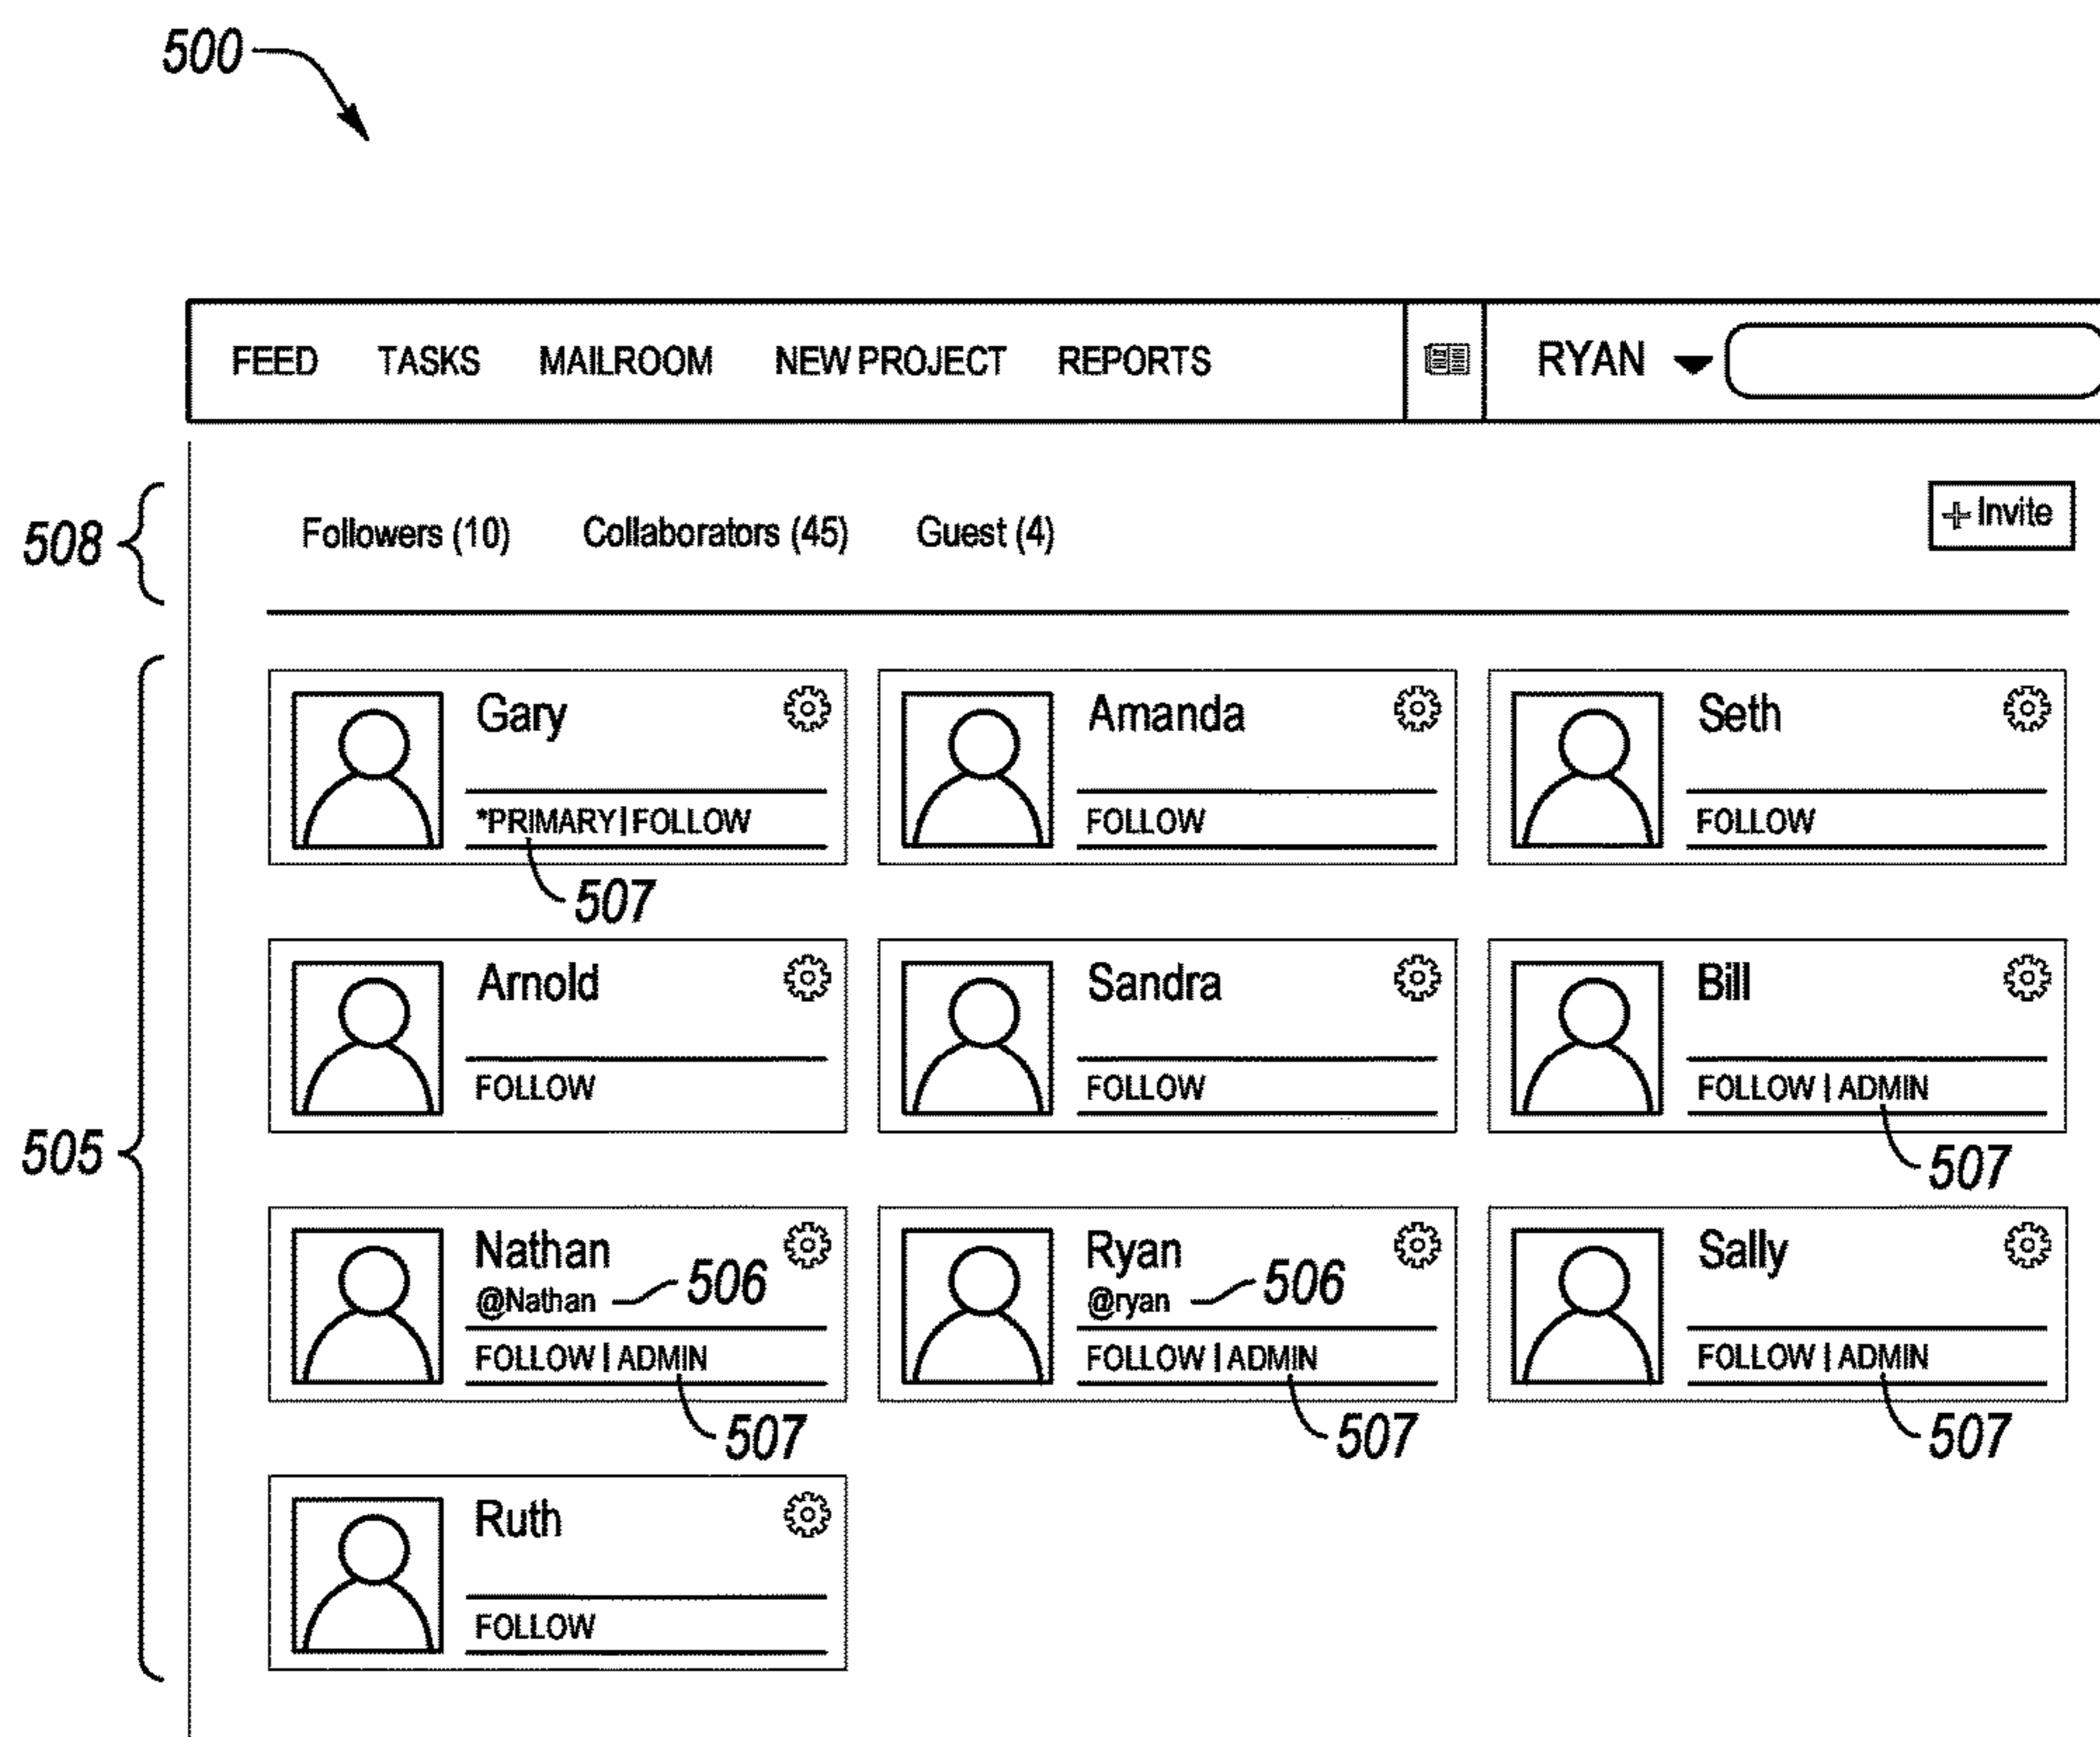 500
FEED TASKS MAILROOM NEW PROJECT REPORTS RYAN
508
Followers (10) Collaborators (45) Guest (4) + Invite
Gary Amanda Seth
*PRIMARY | FOLLOW FOLLOW FOLLOW
507
Arnold Sandra Bill
FOLLOW FOLLOW FOLLOW | ADMIN
505
507
Nathan Ryan Sally
@Nathan 506 @ryan 506
FOLLOW | ADMIN FOLLOW | ADMIN FOLLOW | ADMIN
507 507 507
Ruth
FOLLOW